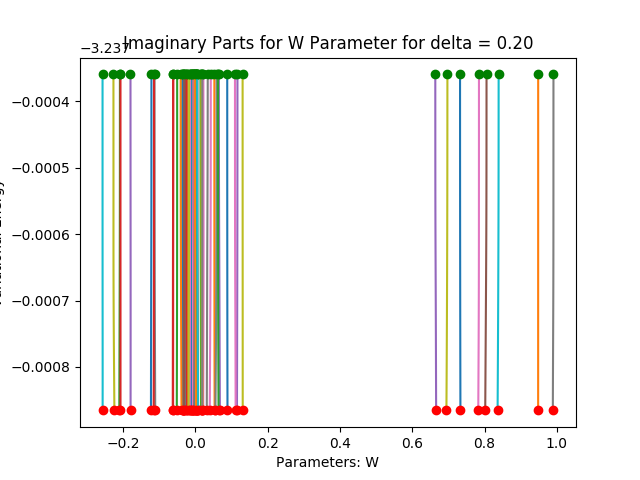 −3.237
Imaginary Parts for W Parameter for delta = 0.20
−0.0004
−0.0005
−0.0006
−0.0007
−0.0008
−0.2 0.0 0.2 0.4 0.6 0.8 1.0
Parameters: W